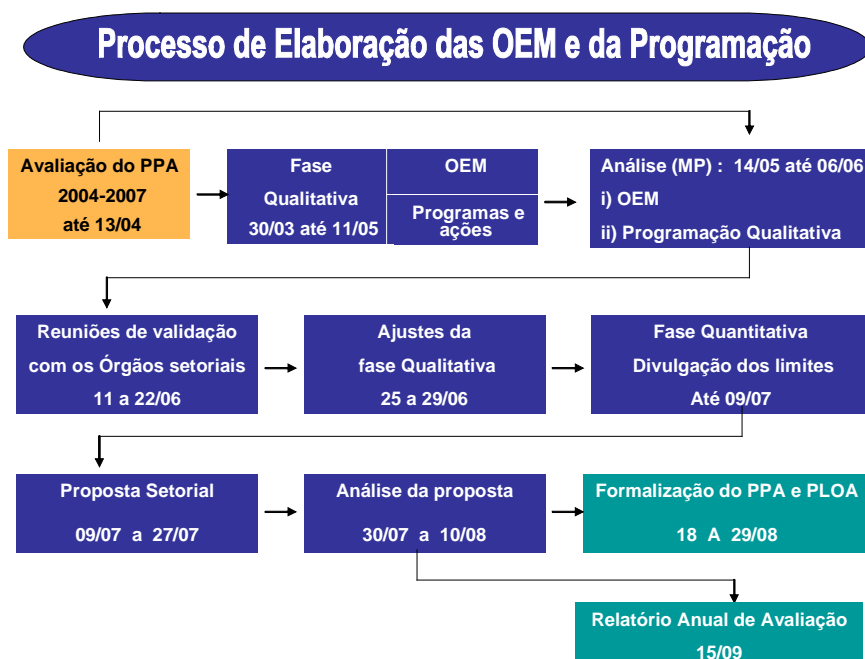 Processo de Elaboração das OEM e da Programação
Avaliação do PPA
2004-2007
até 13/04
Fase
Qualitativa
30/03 até 11/05
OEM
Programas e
ações
Análise (MP) : 14/05 até 06/06
i) OEM
ii) Programação Qualitativa
Reuniões de validação
com os Órgãos setoriais
11 a 22/06
Ajustes da
fase Qualitativa
25 a 29/06
Fase Quantitativa
Divulgação dos limites
Até 09/07
Proposta Setorial
09/07 a 27/07
Análise da proposta
30/07 a 10/08
Formalização do PPA e PLOA
18 A 29/08
Relatório Anual de Avaliação
15/09